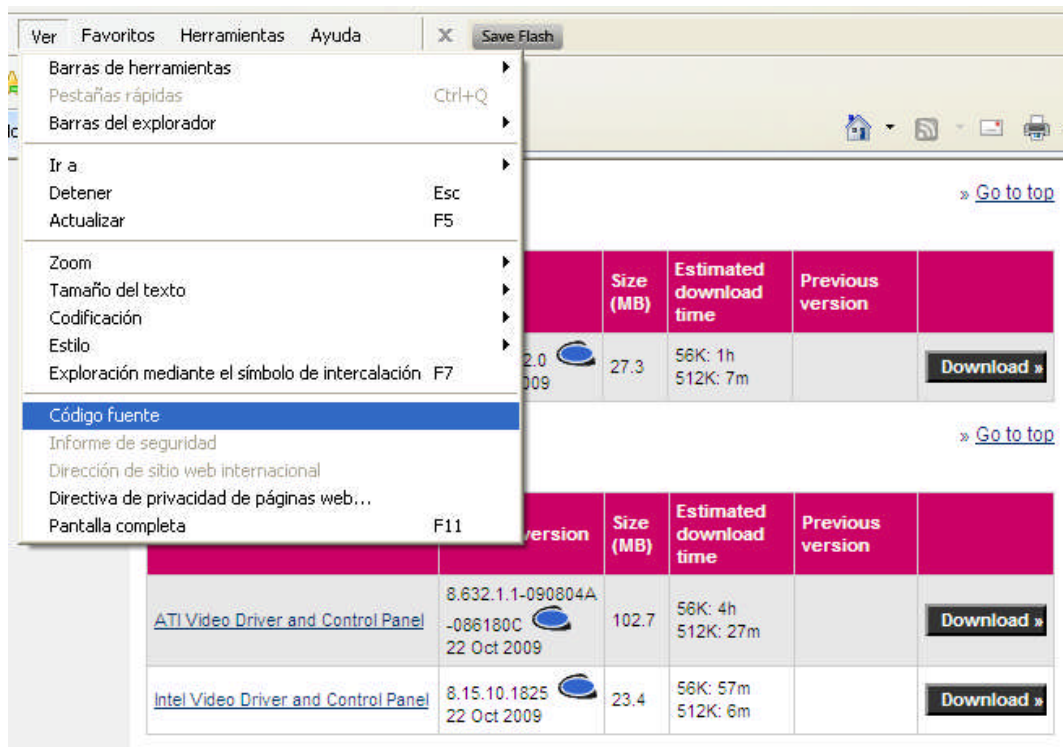 Ver Favoritos Herramientas Ayuda Save Flash
Barras de herramientas
Pestañas rápidas Ctrl+Q
Barras del explorador
Ir a
Detener Esc
Actualizar F5
Zoom
Tamaño del texto
Codificación
Estilo
Exploración mediante el símbolo de intercalación F7
Código fuente
Informe de seguridad
Dirección de sitio web internacional
Directiva de privacidad de páginas web...
Pantalla completa F11
» Go to top
Size (MB)
Estimated download time
Previous version
2.0
009
27.3
56K: 1h
512K: 7m
Download »
» Go to top
version
Size (MB)
Estimated download time
Previous version
ATI Video Driver and Control Panel
8.632.1.1-090804A
-086180C
22 Oct 2009
102.7
56K: 4h
512K: 27m
Download »
Intel Video Driver and Control Panel
8.15.10.1825
22 Oct 2009
23.4
56K: 57m
512K: 6m
Download »